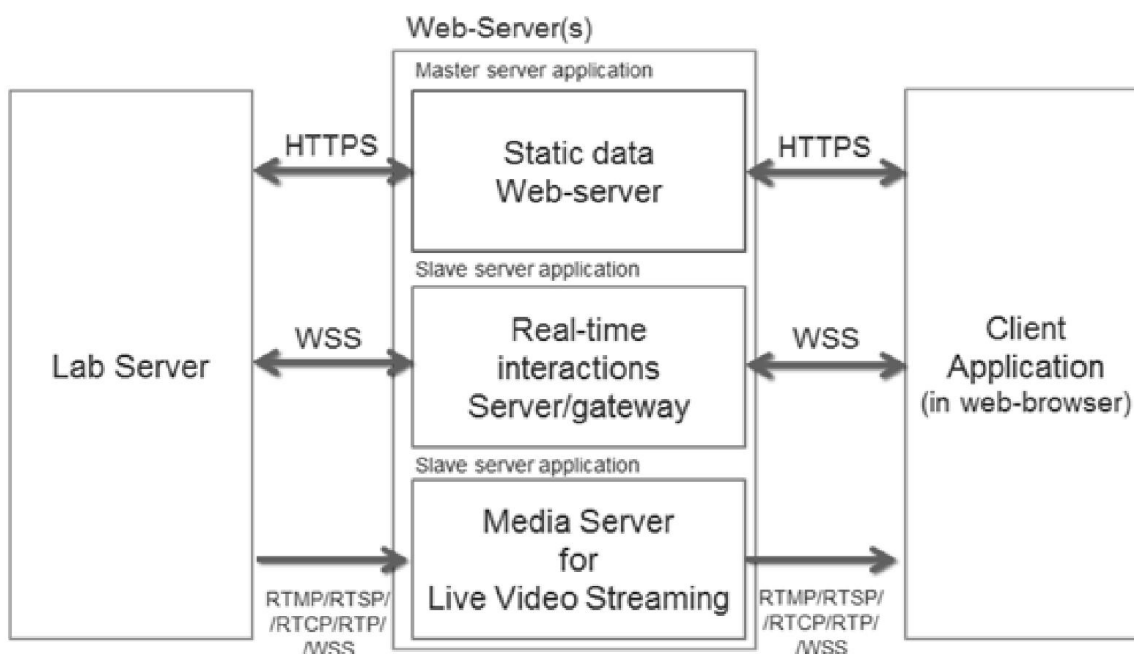 Web-Server(s)
Master server application
HTTPS
Static data
Web-server
HTTPS
Slave server application
Lab Server
WSS
Real-time
interactions
Server/gateway
WSS
Client
Application
(in web-browser)
Slave server application
Media Server
for
Live Video Streaming
RTMP/RTSP/
/RTCP/RTP/
/WSS
RTMP/RTSP/
/RTCP/RTP/
/WSS